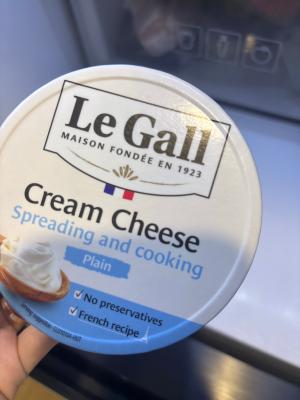 Le Gall
MAISON FONDÉE EN 1923
Cream Cheese
Spreading and cooking
Plain
No preservatives
French recipe